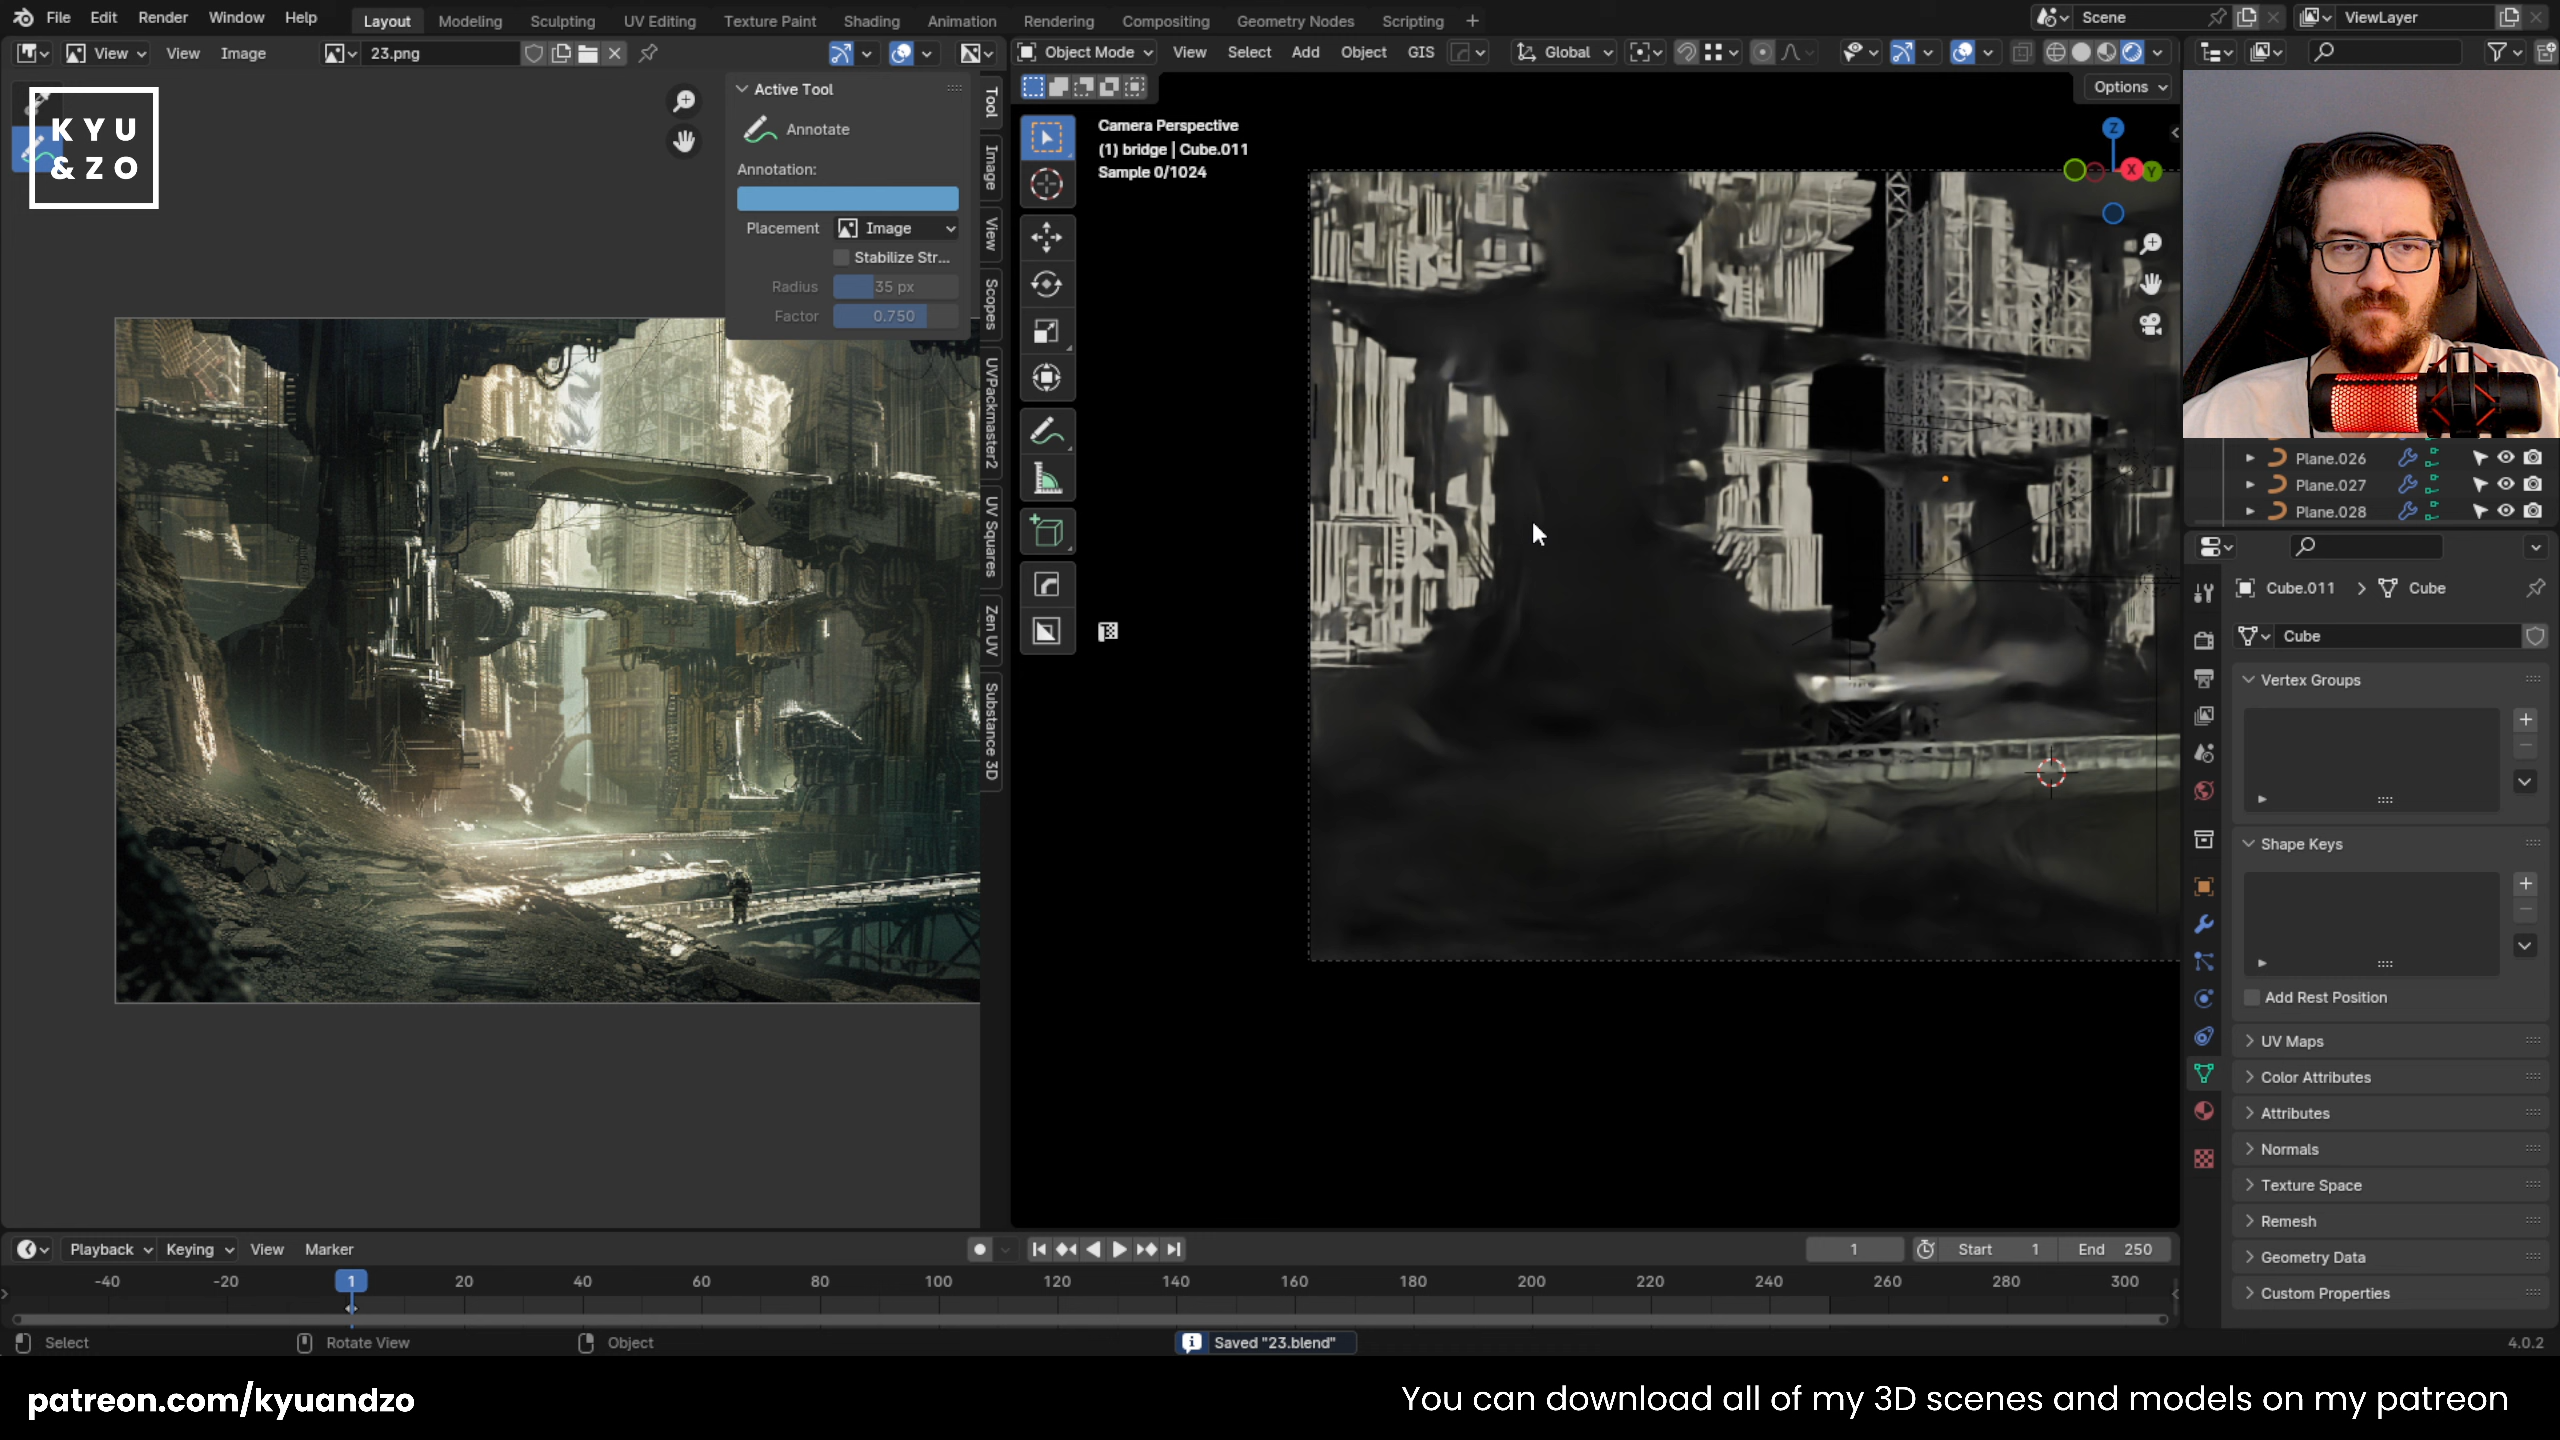 File Edit Render Window Help Layout Modeling Sculpting UV Editing Texture Paint Shading Animation Rendering Compositing Geometry Nodes Scripting + Scene ViewLayer
View View Image 23.png Object Mode View Select Add Object GIS Global
Options
KYU
&ZO
Active Tool
Annotate
Annotation:
Placement Image
Stabilize Str...
Radius 35 px
Factor 0.750
Tool
Image
View
Scopes
UVPackmaster2
UV Squares
Zen UV
Substance 3D
Camera Perspective
(1) bridge | Cube.011
Sample 0/1024
Z
X
Y
Plane.026
Plane.027
Plane.028
Cube.011 > Cube
Cube
Vertex Groups
Shape Keys
Add Rest Position
UV Maps
Color Attributes
Attributes
Normals
Texture Space
Remesh
Geometry Data
Custom Properties
Playback Keying View Marker 1 Start 1 End 250
-40 -20 1 20 40 60 80 100 120 140 160 180 200 220 240 260 280 300
Select Rotate View Object Saved "23.blend" 4.0.2
patreon.com/kyuandzo
You can download all of my 3D scenes and models on my patreon